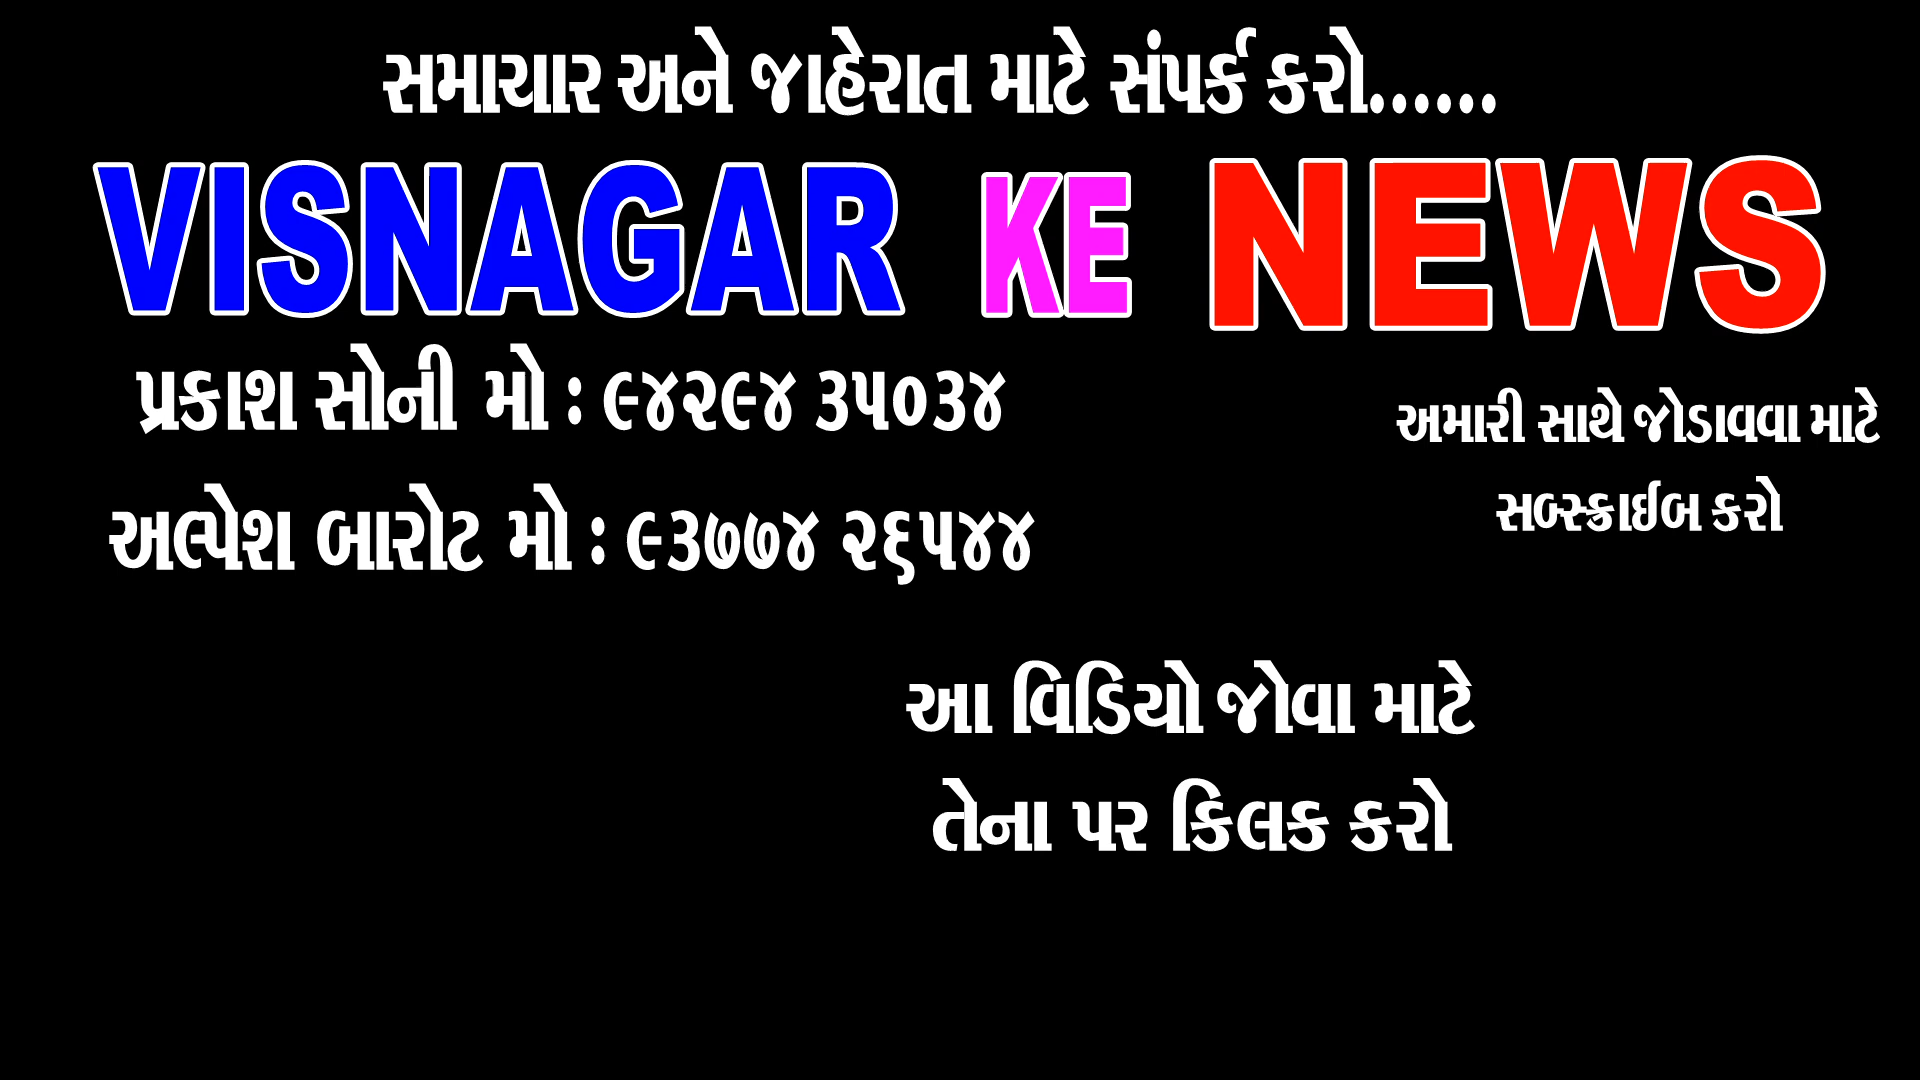 સમાચાર અને જાહેરાત માટે સંપર્ક કરો......
VISNAGAR KE NEWS
પ્રકાશ સોની મો : ૯૪૨૯૪ ૩૫૦૩૪
અલ્પેશ બારોટ મો : ૯૩૭૭૪ ૨૬૫૪૪
અમારી સાથે જોડાવવા માટે
સબ્સ્ક્રાઈબ કરો
આ વિડિયો જોવા માટે
તેના પર કિલક કરો